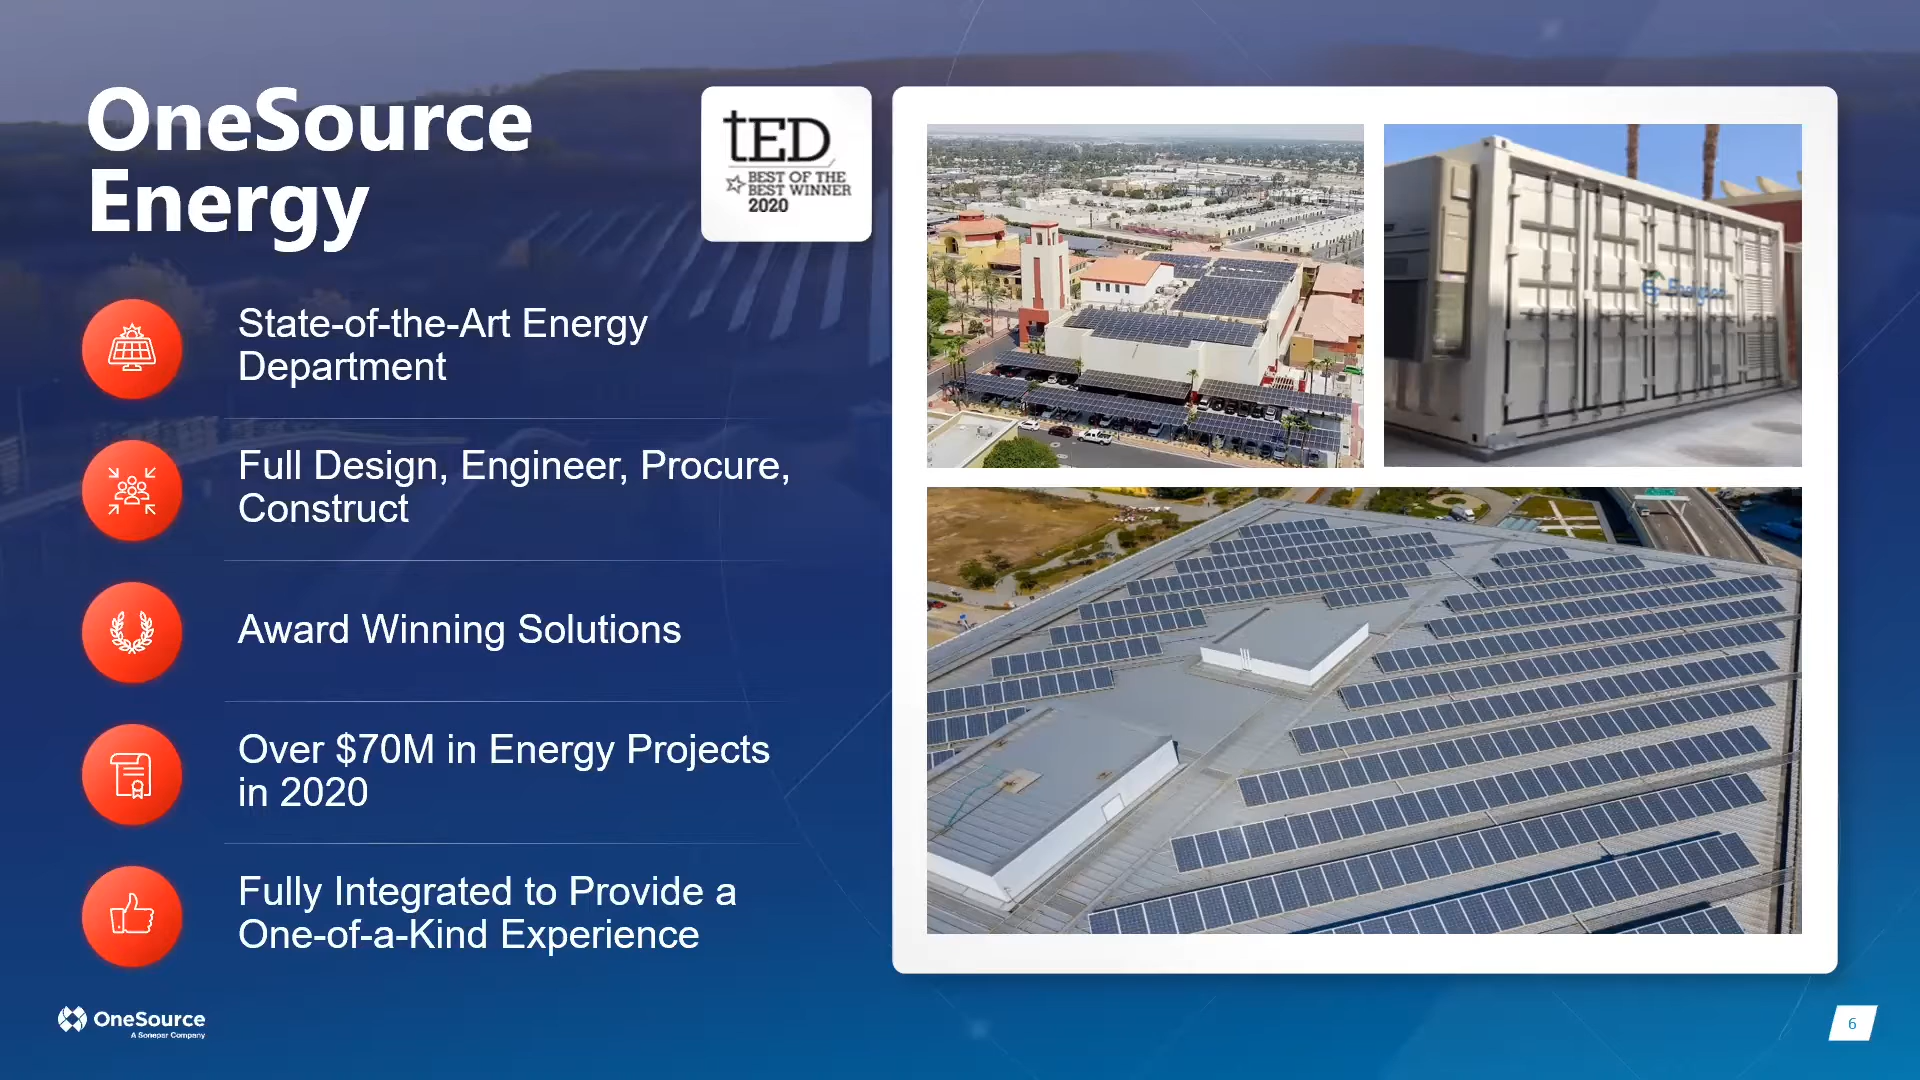 OneSource
Energy
tED
BEST OF THE
BEST WINNER
2020
State-of-the-Art Energy
Department
Full Design, Engineer, Procure,
Construct
Award Winning Solutions
Over $70M in Energy Projects
in 2020
Fully Integrated to Provide a
One-of-a-Kind Experience
OneSource
A Sonepar Company
6